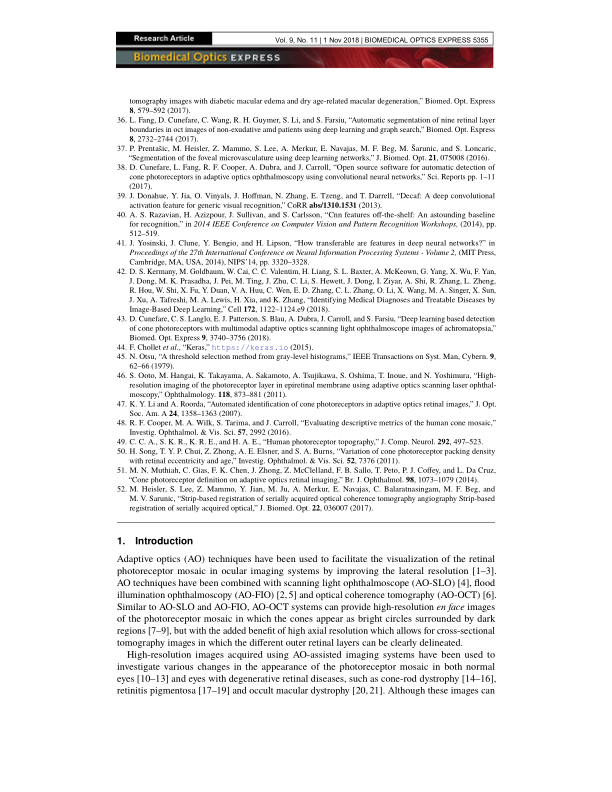 Research Article
Vol. 9, No. 11 | 1 Nov 2018 | BIOMEDICAL OPTICS EXPRESS 5355
Biomedical Optics EXPRESS
tomography images with diabetic macular edema and dry age-related macular degeneration,” Biomed. Opt. Express
8, 579–592 (2017).
36. L. Fang, D. Cunefare, C. Wang, R. H. Guymer, S. Li, and S. Farsiu, “Automatic segmentation of nine retinal layer
boundaries in oct images of non-exudative amd patients using deep learning and graph search,” Biomed. Opt. Express
8, 2732–2744 (2017).
37. P. Prentašic, M. Heisler, Z. Mammo, S. Lee, A. Merkur, E. Navajas, M. F. Beg, M. Šarunic, and S. Loncaric,
“Segmentation of the foveal microvasculature using deep learning networks,” J. Biomed. Opt. 21, 075008 (2016).
38. D. Cunefare, L. Fang, R. F. Cooper, A. Dubra, and J. Carroll, “Open source software for automatic detection of
cone photoreceptors in adaptive optics ophthalmoscopy using convolutional neural networks,” Sci. Reports pp. 1–11
(2017).
39. J. Donahue, Y. Jia, O. Vinyals, J. Hoffman, N. Zhang, E. Tzeng, and T. Darrell, “Decaf: A deep convolutional
activation feature for generic visual recognition,” CoRR abs/1310.1531 (2013).
40. A. S. Razavian, H. Azizpour, J. Sullivan, and S. Carlsson, “Cnn features off-the-shelf: An astounding baseline
for recognition,” in 2014 IEEE Conference on Computer Vision and Pattern Recognition Workshops, (2014), pp.
512–519.
41. J. Yosinski, J. Clune, Y. Bengio, and H. Lipson, “How transferable are features in deep neural networks?” in
Proceedings of the 27th International Conference on Neural Information Processing Systems - Volume 2, (MIT Press,
Cambridge, MA, USA, 2014), NIPS’14, pp. 3320–3328.
42. D. S. Kermany, M. Goldbaum, W. Cai, C. C. Valentim, H. Liang, S. L. Baxter, A. McKeown, G. Yang, X. Wu, F. Yan,
J. Dong, M. K. Prasadha, J. Pei, M. Ting, J. Zhu, C. Li, S. Hewett, J. Dong, I. Ziyar, A. Shi, R. Zhang, L. Zheng,
R. Hou, W. Shi, X. Fu, Y. Duan, V. A. Huu, C. Wen, E. D. Zhang, C. L. Zhang, O. Li, X. Wang, M. A. Singer, X. Sun,
J. Xu, A. Tafreshi, M. A. Lewis, H. Xia, and K. Zhang, “Identifying Medical Diagnoses and Treatable Diseases by
Image-Based Deep Learning,” Cell 172, 1122–1124.e9 (2018).
43. D. Cunefare, C. S. Langlo, E. J. Patterson, S. Blau, A. Dubra, J. Carroll, and S. Farsiu, “Deep learning based detection
of cone photoreceptors with multimodal adaptive optics scanning light ophthalmoscope images of achromatopsia,”
Biomed. Opt. Express 9, 3740–3756 (2018).
44. F. Chollet et al., “Keras,” https://keras.io (2015).
45. N. Otsu, “A threshold selection method from gray-level histograms,” IEEE Transactions on Syst. Man, Cybern. 9,
62–66 (1979).
46. S. Ooto, M. Hangai, K. Takayama, A. Sakamoto, A. Tsujikawa, S. Oshima, T. Inoue, and N. Yoshimura, “High-
resolution imaging of the photoreceptor layer in epiretinal membrane using adaptive optics scanning laser ophthal-
moscopy,” Ophthalmology. 118, 873–881 (2011).
47. K. Y. Li and A. Roorda, “Automated identification of cone photoreceptors in adaptive optics retinal images,” J. Opt.
Soc. Am. A 24, 1358–1363 (2007).
48. R. F. Cooper, M. A. Wilk, S. Tarima, and J. Carroll, “Evaluating descriptive metrics of the human cone mosaic,”
Investig. Ophthalmol. & Vis. Sci. 57, 2992 (2016).
49. C. C. A., S. K. R., K. R. E., and H. A. E., “Human photoreceptor topography,” J. Comp. Neurol. 292, 497–523.
50. H. Song, T. Y. P. Chui, Z. Zhong, A. E. Elsner, and S. A. Burns, “Variation of cone photoreceptor packing density
with retinal eccentricity and age,” Investig. Ophthalmol. & Vis. Sci. 52, 7376 (2011).
51. M. N. Muthiah, C. Gias, F. K. Chen, J. Zhong, Z. McClelland, F. B. Sallo, T. Peto, P. J. Coffey, and L. Da Cruz,
“Cone photoreceptor definition on adaptive optics retinal imaging,” Br. J. Ophthalmol. 98, 1073–1079 (2014).
52. M. Heisler, S. Lee, Z. Mammo, Y. Jian, M. Ju, A. Merkur, E. Navajas, C. Balaratnasingam, M. F. Beg, and
M. V. Sarunic, “Strip-based registration of serially acquired optical coherence tomography angiography Strip-based
registration of serially acquired optical,” J. Biomed. Opt. 22, 036007 (2017).
1. Introduction
Adaptive optics (AO) techniques have been used to facilitate the visualization of the retinal
photoreceptor mosaic in ocular imaging systems by improving the lateral resolution [1–3].
AO techniques have been combined with scanning light ophthalmoscope (AO-SLO) [4], flood
illumination ophthalmoscopy (AO-FIO) [2,5] and optical coherence tomography (AO-OCT) [6].
Similar to AO-SLO and AO-FIO, AO-OCT systems can provide high-resolution en face images
of the photoreceptor mosaic in which the cones appear as bright circles surrounded by dark
regions [7–9], but with the added benefit of high axial resolution which allows for cross-sectional
tomography images in which the different outer retinal layers can be clearly delineated.
High-resolution images acquired using AO-assisted imaging systems have been used to
investigate various changes in the appearance of the photoreceptor mosaic in both normal
eyes [10–13] and eyes with degenerative retinal diseases, such as cone-rod dystrophy [14–16],
retinitis pigmentosa [17–19] and occult macular dystrophy [20,21]. Although these images can